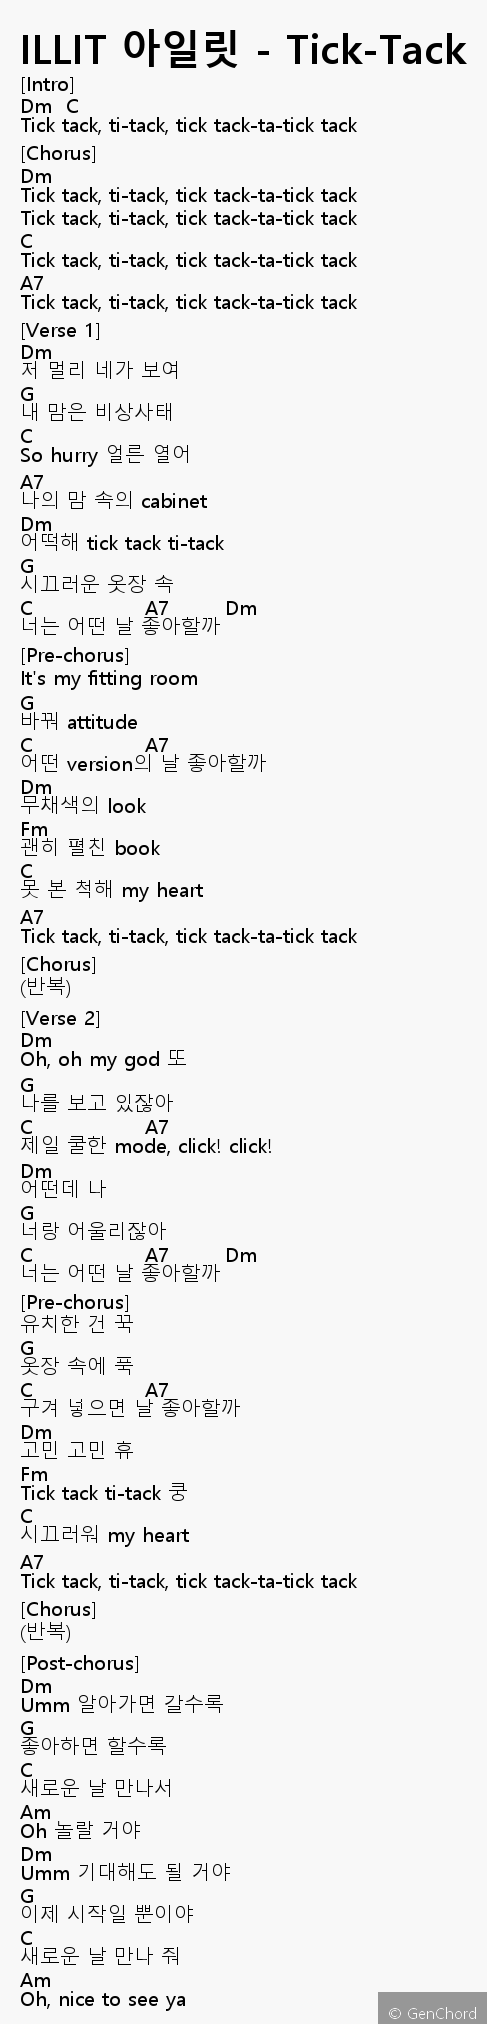 ILLIT 아일릿 - Tick-Tack
[Intro]
Dm C
Tick tack, ti-tack, tick tack-ta-tick tack
[Chorus]
Dm
Tick tack, ti-tack, tick tack-ta-tick tack
Tick tack, ti-tack, tick tack-ta-tick tack
C
Tick tack, ti-tack, tick tack-ta-tick tack
A7
Tick tack, ti-tack, tick tack-ta-tick tack
[Verse 1]
Dm
저 멀리 네가 보여
G
내 맘은 비상사태
C
So hurry 얼른 열어
A7
나의 맘 속의 cabinet
Dm
어떡해 tick tack ti-tack
G
시끄러운 옷장 속
C A7 Dm
너는 어떤 날 좋아할까
[Pre-chorus]
It's my fitting room
G
바꿔 attitude
C A7
어떤 version의 날 좋아할까
Dm
무채색의 look
Fm
괜히 펼친 book
C
못 본 척해 my heart
A7
Tick tack, ti-tack, tick tack-ta-tick tack
[Chorus]
(반복)
[Verse 2]
Dm
Oh, oh my god 또
G
나를 보고 있잖아
C A7
제일 쿨한 mode, click! click!
Dm
어떤데 나
G
너랑 어울리잖아
C A7 Dm
너는 어떤 날 좋아할까
[Pre-chorus]
유치한 건 꾹
G
옷장 속에 푹
C A7
구겨 넣으면 날 좋아할까
Dm
고민 고민 휴
Fm
Tick tack ti-tack 쿵
C
시끄러워 my heart
A7
Tick tack, ti-tack, tick tack-ta-tick tack
[Chorus]
(반복)
[Post-chorus]
Dm
Umm 알아가면 갈수록
G
좋아하면 할수록
C
새로운 날 만나서
Am
Oh 놀랄 거야
Dm
Umm 기대해도 될 거야
G
이제 시작일 뿐이야
C
새로운 날 만나 줘
Am
Oh, nice to see ya
© GenChord